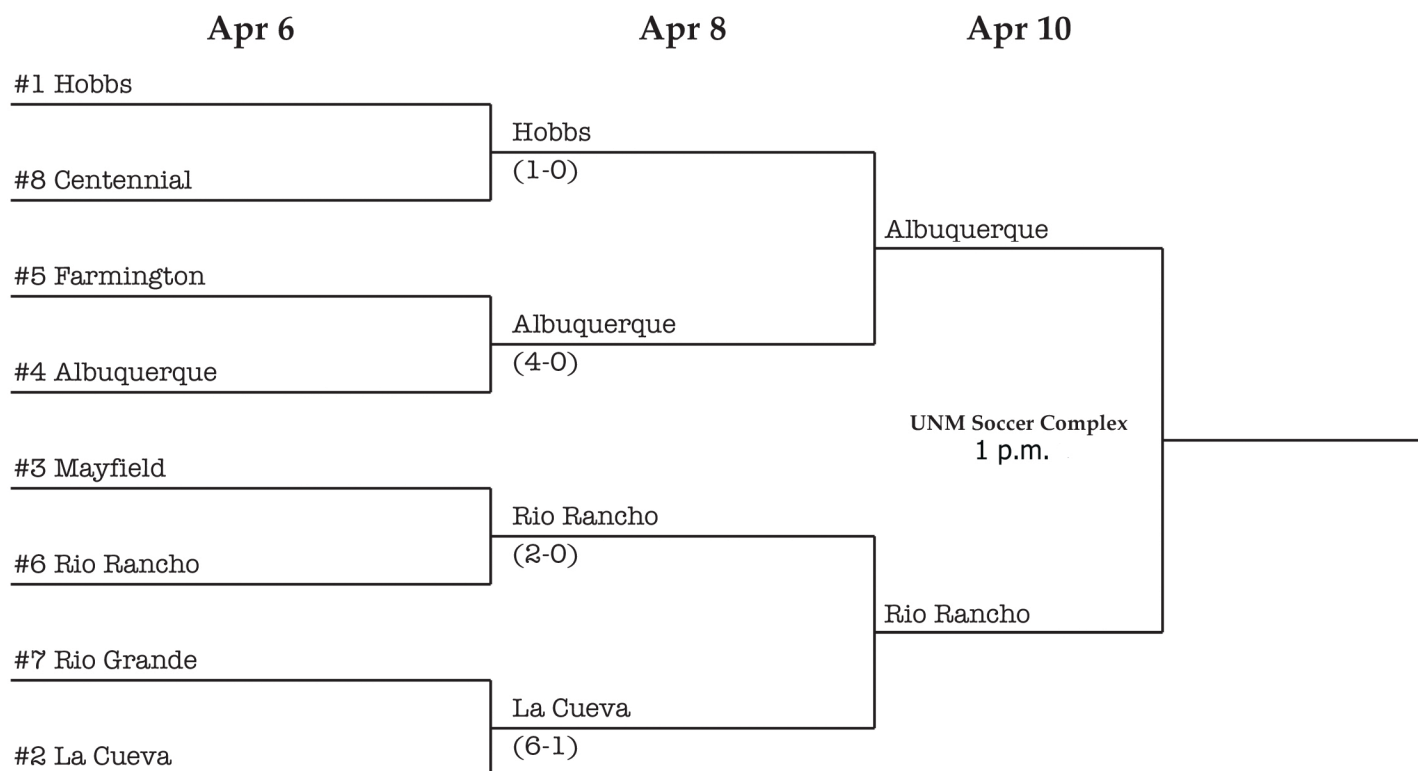 Apr 6
Apr 8
Apr 10
#1 Hobbs
Hobbs
(1-0)
#8 Centennial
Albuquerque
#5 Farmington
Albuquerque
(4-0)
#4 Albuquerque
UNM Soccer Complex
1 p.m.
#3 Mayfield
Rio Rancho
(2-0)
#6 Rio Rancho
Rio Rancho
#7 Rio Grande
La Cueva
(6-1)
#2 La Cueva